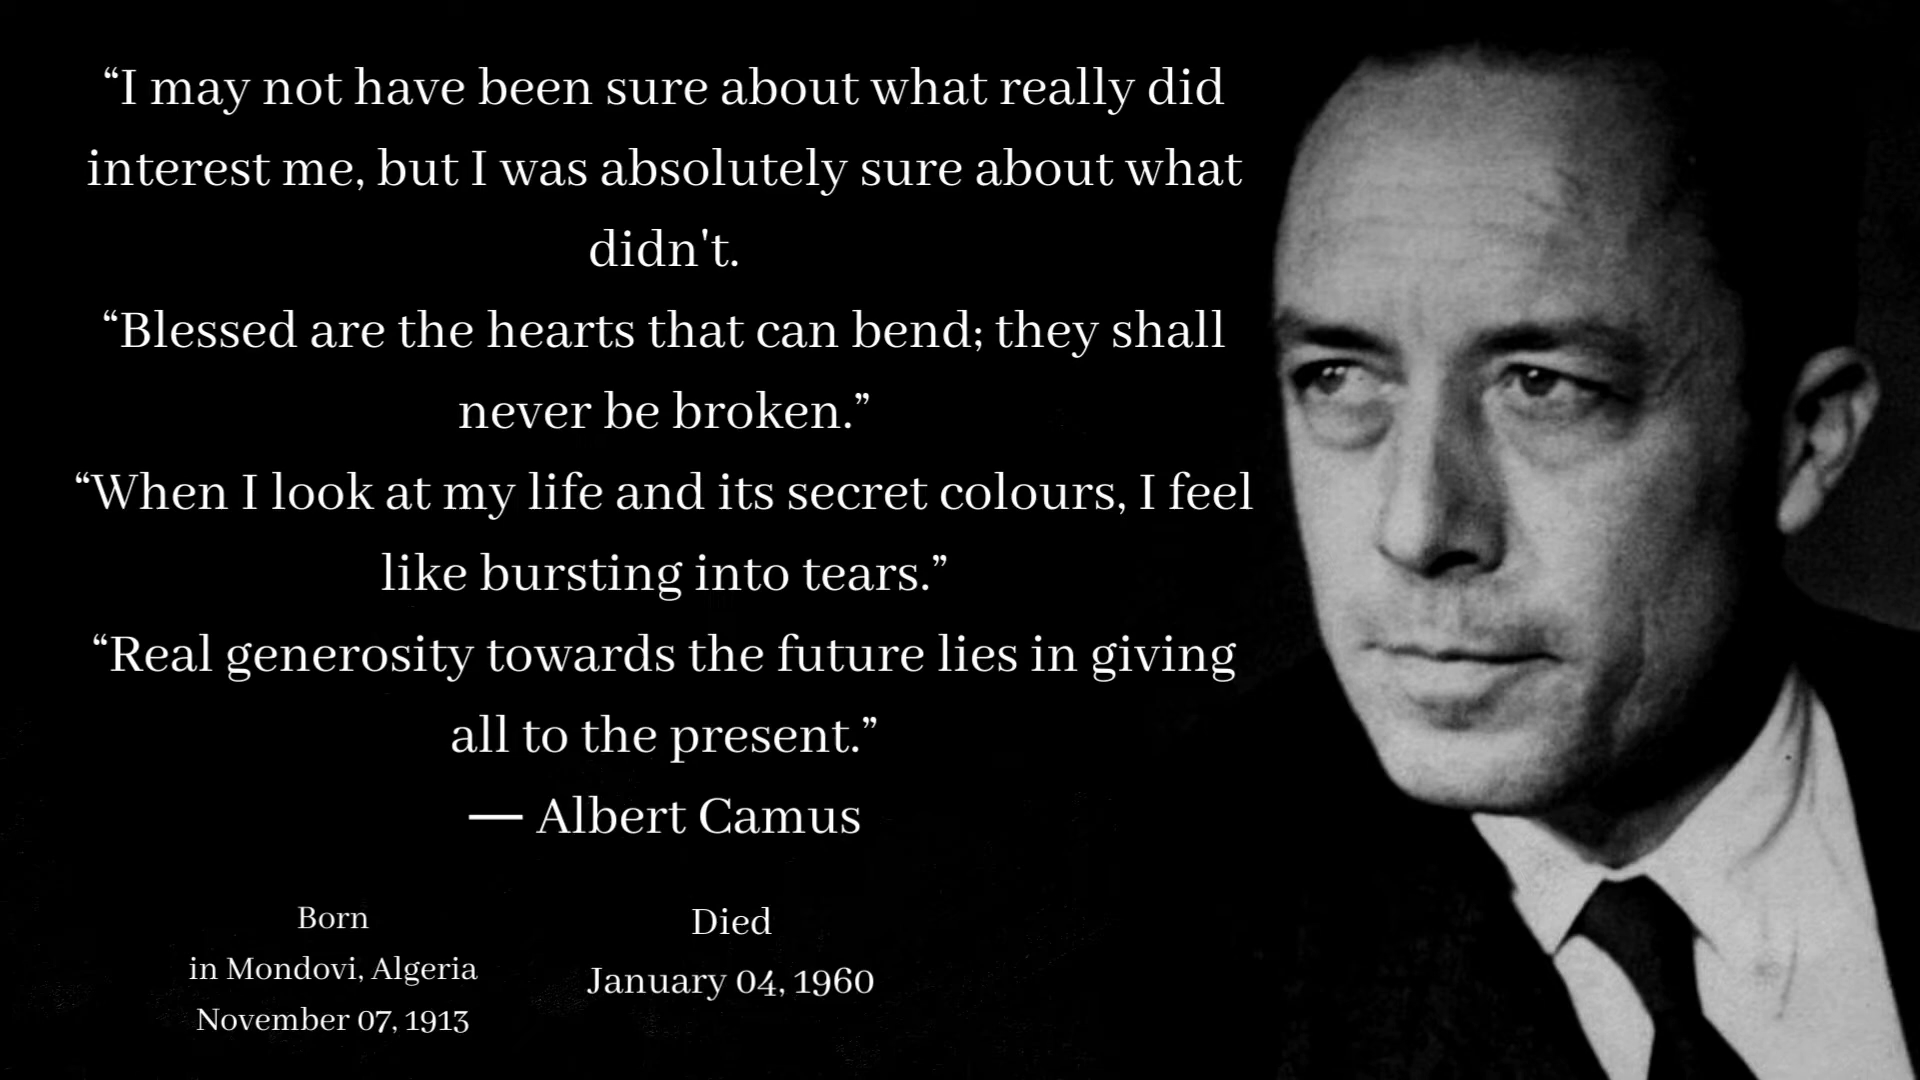 “I may not have been sure about what really did
interest me, but I was absolutely sure about what
didn't.
“Blessed are the hearts that can bend; they shall
never be broken.”
“When I look at my life and its secret colours, I feel
like bursting into tears.”
“Real generosity towards the future lies in giving
all to the present.”
― Albert Camus
Born
in Mondovi, Algeria
November 07, 1913
Died
January 04, 1960